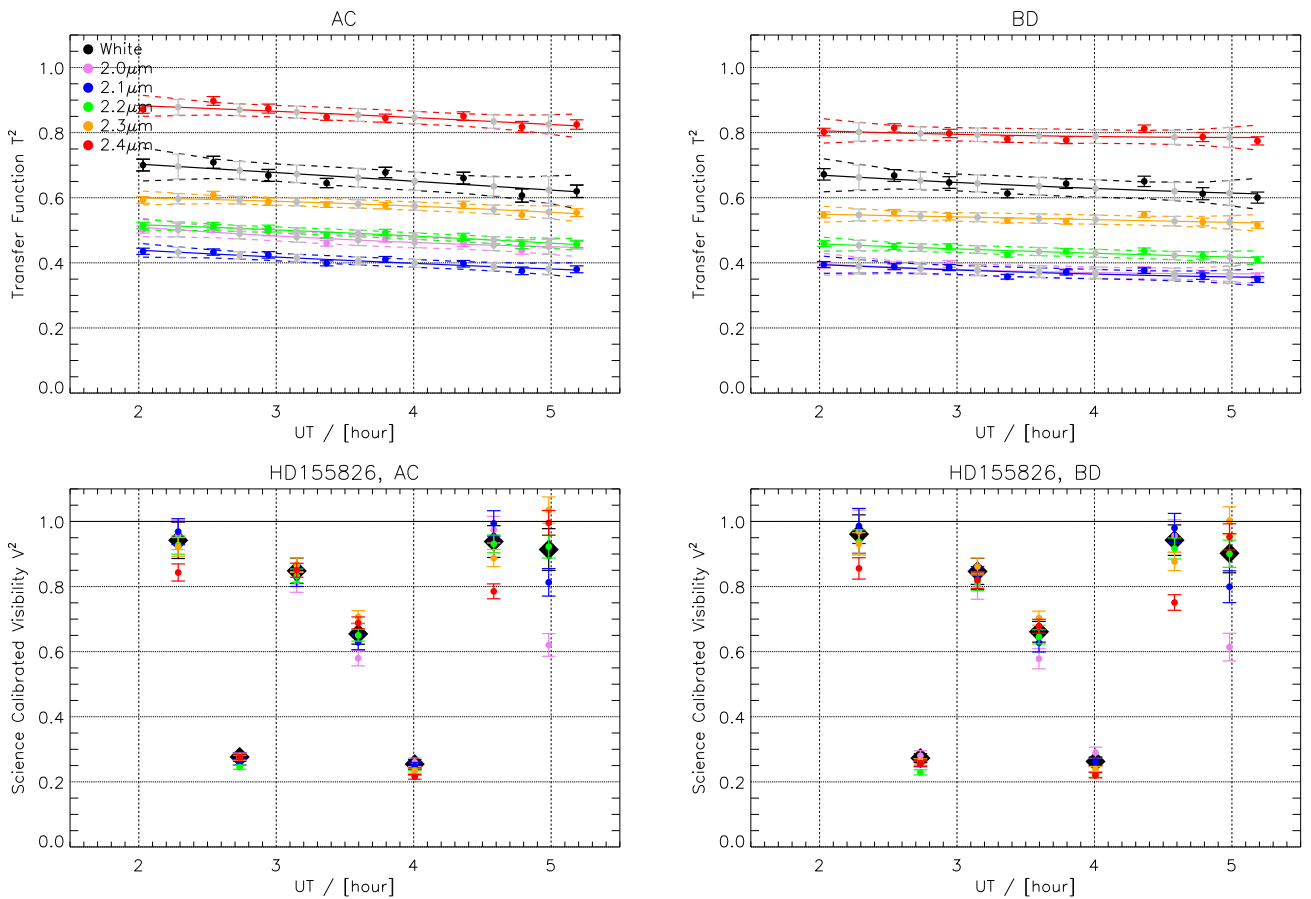 AC
Transfer Function T²
1.0
0.8
0.6
0.4
0.2
0.0
White
2.0μm
2.1μm
2.2μm
2.3μm
2.4μm
2 3 4 5
UT / [hour]
BD
Transfer Function T²
1.0
0.8
0.6
0.4
0.2
0.0
2 3 4 5
UT / [hour]
HD155826, AC
Science Calibrated Visibility V²
1.0
0.8
0.6
0.4
0.2
0.0
2 3 4 5
UT / [hour]
HD155826, BD
Science Calibrated Visibility V²
1.0
0.8
0.6
0.4
0.2
0.0
2 3 4 5
UT / [hour]